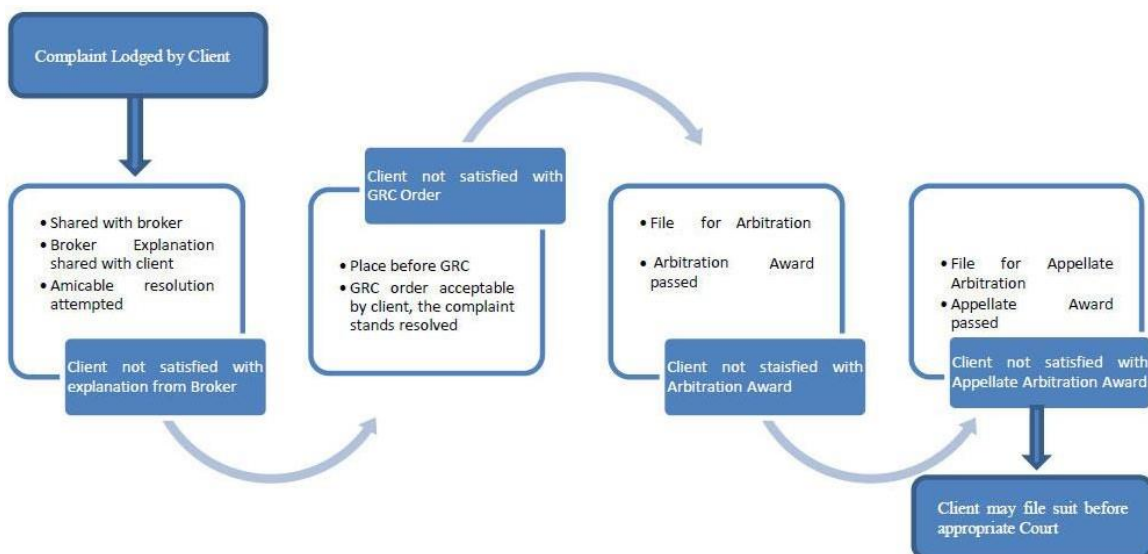 Complaint Lodged by Client
• Shared with broker
• Broker Explanation
shared with client
• Amicable resolution
attempted
Client not satisfied with
explanation from Broker
Client not satisfied with
GRC Order
• Place before GRC
• GRC order acceptable
by client, the complaint
stands resolved
• File for Arbitration
• Arbitration Award
passed
Client not staisfied with
Arbitration Award
• File for Appellate
Arbitration
• Appellate Award
passed
Client not satisfied with
Appellate Arbitration Award
Client may file suit before
appropriate Court